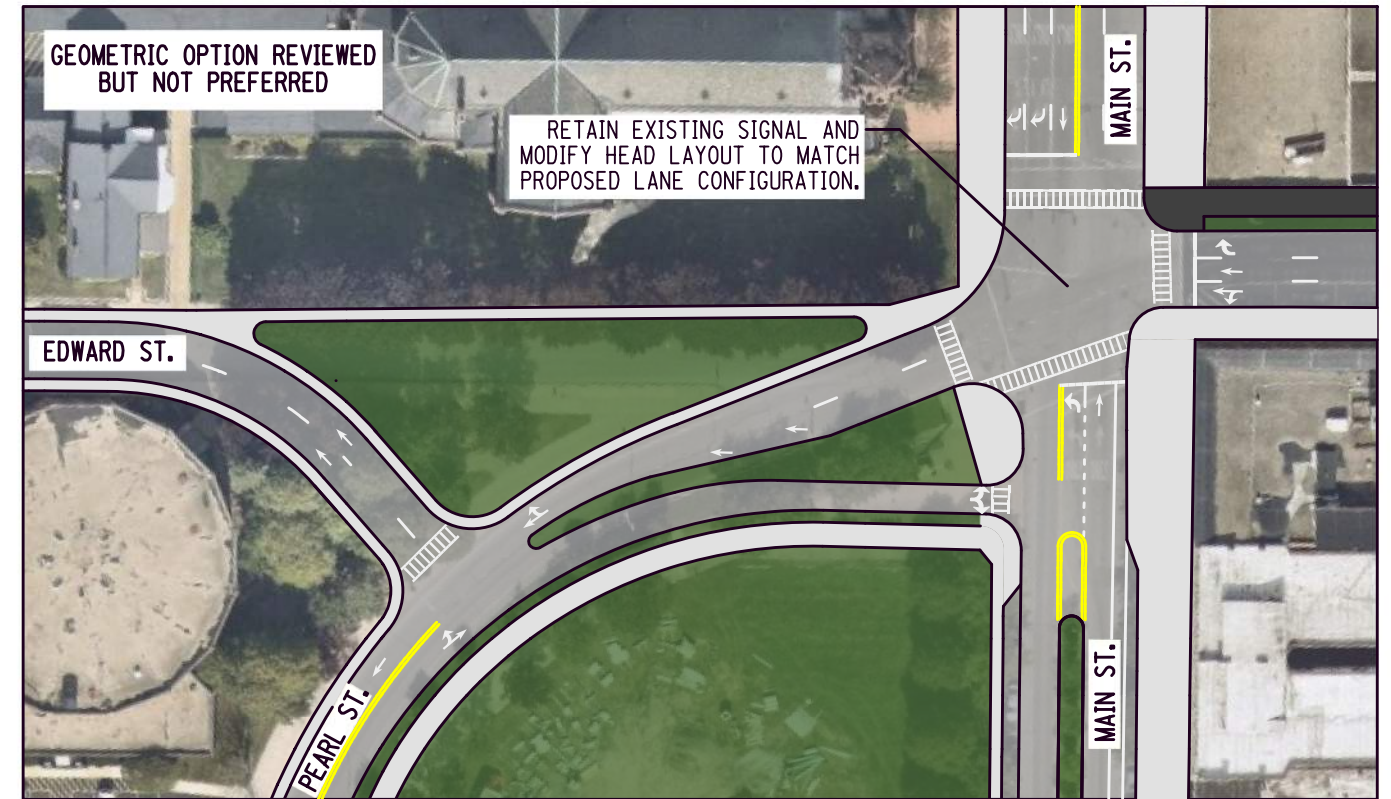 GEOMETRIC OPTION REVIEWED
BUT NOT PREFERRED
MAIN ST.
RETAIN EXISTING SIGNAL AND
MODIFY HEAD LAYOUT TO MATCH
PROPOSED LANE CONFIGURATION.
EDWARD ST.
PEARL ST.
MAIN ST.